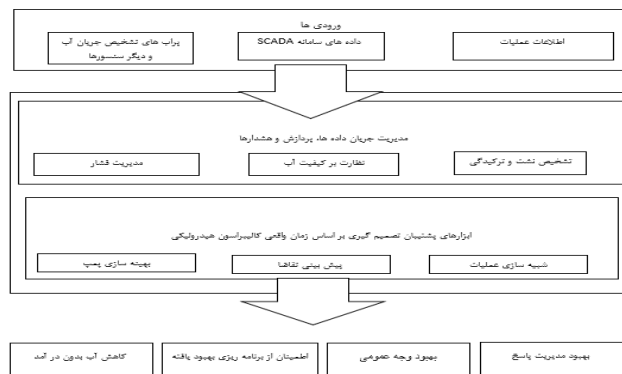 ورودی ها
اطلاعات عملیات
داده های سامانه SCADA
پراب های تشخیص جریان آب
و دیگر سنسورها
مدیریت جریان داده ها، پردازش و هشدارها
تشخیص نشت و ترکیدگی
نظارت بر کیفیت آب
مدیریت فشار
ابزارهای پشتیبان تصمیم گیری بر اساس زمان واقعی کالیبراسون هیدرولیکی
شبیه سازی عملیات
پیش بینی تقاضا
بهینه سازی پمپ
بهبود مدیریت پاسخ
بهبود وجه عمومی
اطمینان از برنامه ریزی بهبود یافته
کاهش آب بدون در آمد